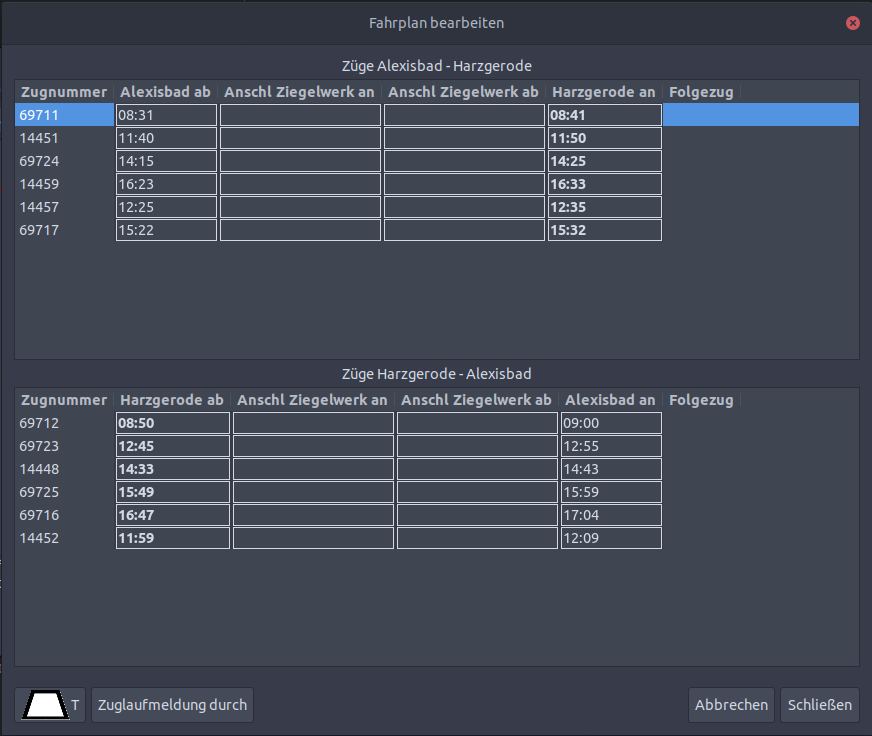 Fahrplan bearbeiten
Züge Alexisbad - Harzgerode
Zugnummer Alexisbad ab Anschl Ziegelwerk an Anschl Ziegelwerk ab Harzgerode an Folgezug
69711 08:31 08:41
14451 11:40 11:50
69724 14:15 14:25
14459 16:23 16:33
14457 12:25 12:35
69717 15:22 15:32
Züge Harzgerode - Alexisbad
Zugnummer Harzgerode ab Anschl Ziegelwerk an Anschl Ziegelwerk ab Alexisbad an Folgezug
69712 08:50 09:00
69723 12:45 12:55
14448 14:33 14:43
69725 15:49 15:59
69716 16:47 17:04
14452 11:59 12:09
T Zuglaufmeldung durch Abbrechen Schließen